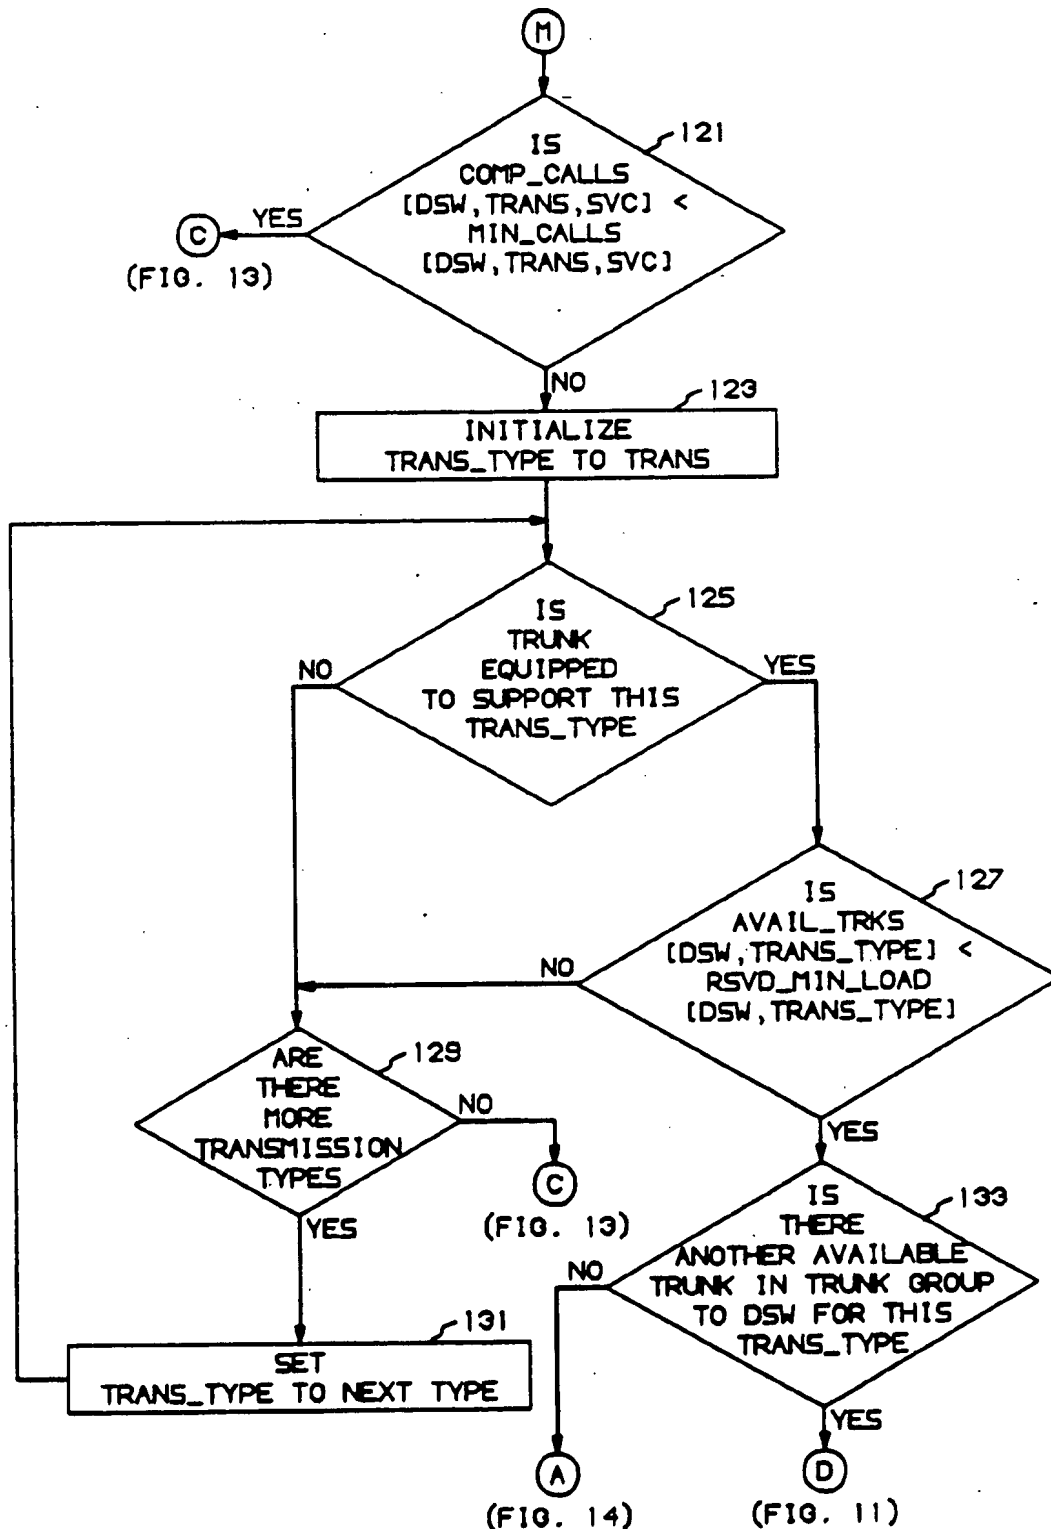 M
121
IS
COMP_CALLS
[DSW,TRANS,SVC] <
MIN_CALLS
[DSW,TRANS,SVC]
YES
C
(FIG. 13)
NO
123
INITIALIZE
TRANS_TYPE TO TRANS
125
IS
TRUNK
EQUIPPED
TO SUPPORT THIS
TRANS_TYPE
NO
YES
127
IS
AVAIL_TRKS
[DSW,TRANS_TYPE] <
RSVD_MIN_LOAD
[DSW,TRANS_TYPE]
NO
YES
129
ARE
THERE
MORE
TRANSMISSION
TYPES
NO
C
(FIG. 13)
YES
131
SET
TRANS_TYPE TO NEXT TYPE
133
IS
THERE
ANOTHER AVAILABLE
TRUNK IN TRUNK GROUP
TO DSW FOR THIS
TRANS_TYPE
NO
YES
A
(FIG. 14)
D
(FIG. 11)